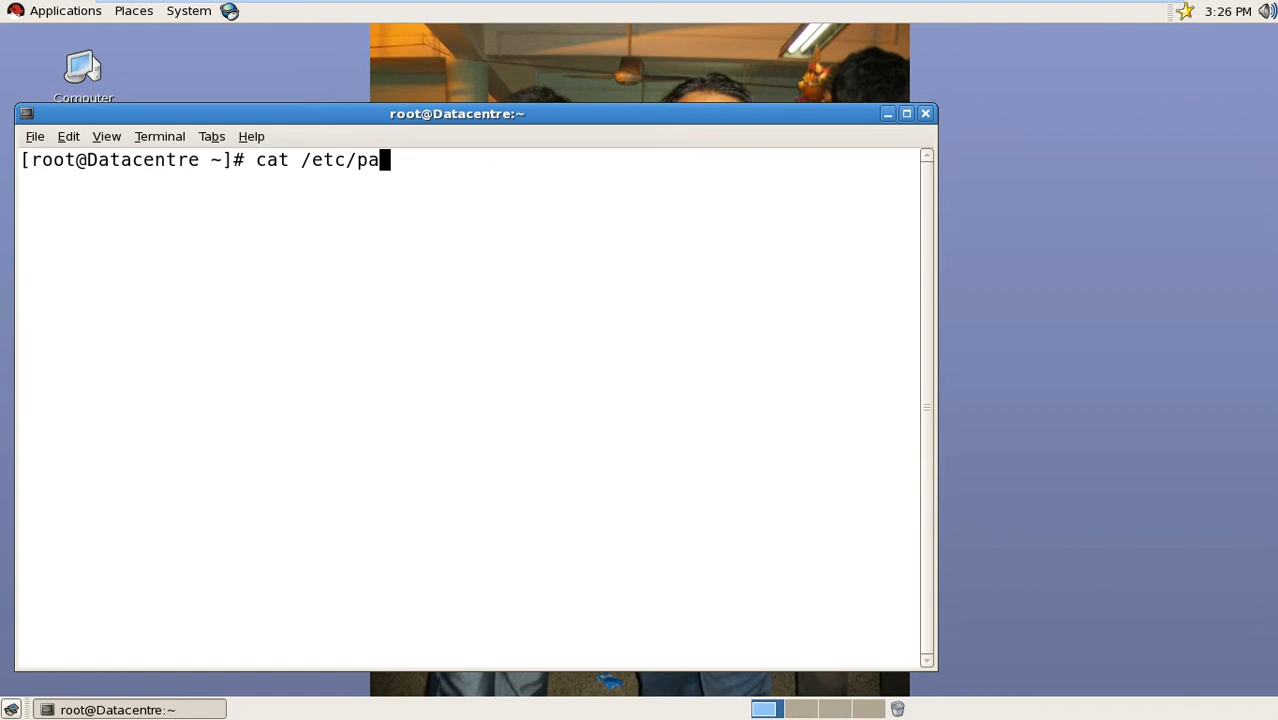 Applications Places System 3:26 PM
Computer
root@Datacentre:~
File Edit View Terminal Tabs Help
[root@Datacentre ~]# cat /etc/pa
root@Datacentre:~